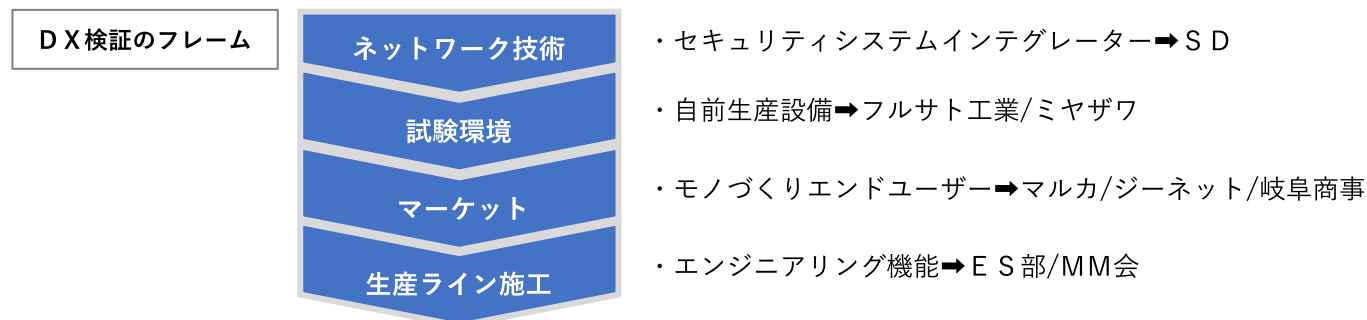 ＤＸ検証のフレーム
ネットワーク技術
・セキュリティシステムインテグレーター➡ＳＤ
試験環境
・自前生産設備➡フルサト工業/ミヤザワ
マーケット
・モノづくりエンドユーザー➡マルカ/ジーネット/岐阜商事
生産ライン施工
・エンジニアリング機能➡ＥＳ部/MM会